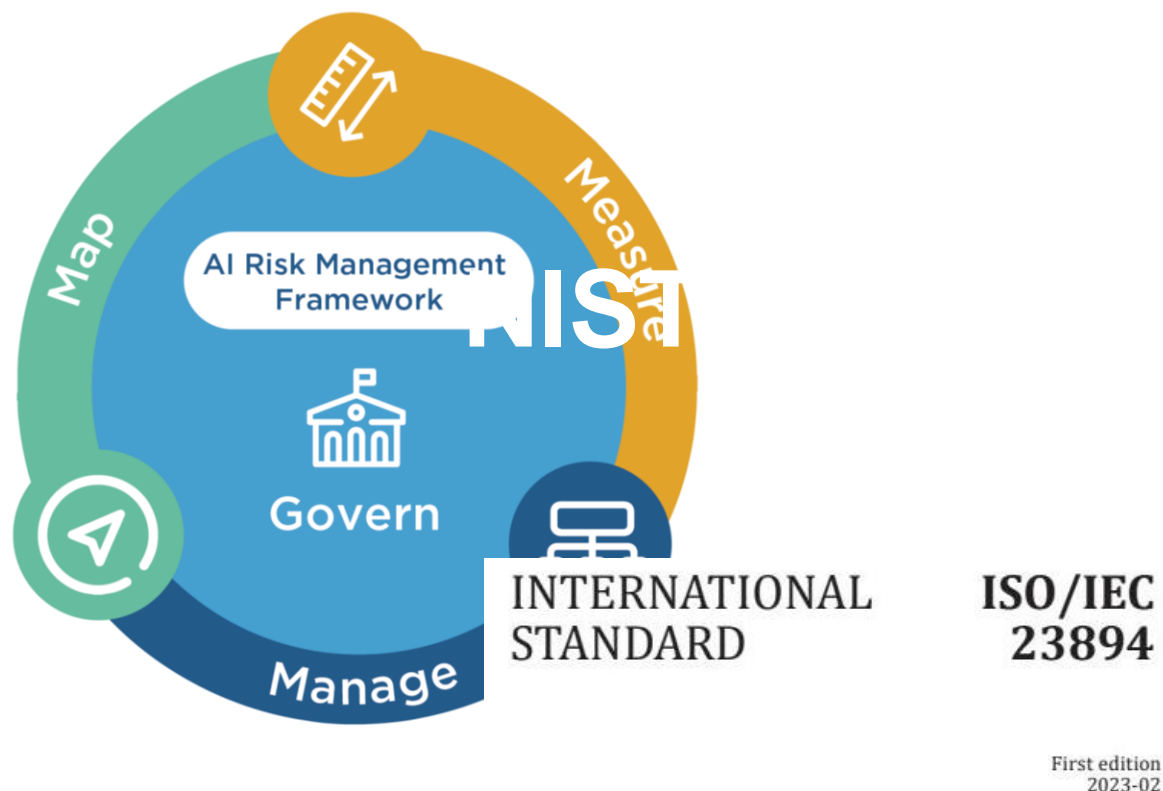 Map
Measure
AI Risk Management
Framework
NIST
Govern
Manage
INTERNATIONAL
STANDARD
ISO/IEC
23894
First edition
2023-02